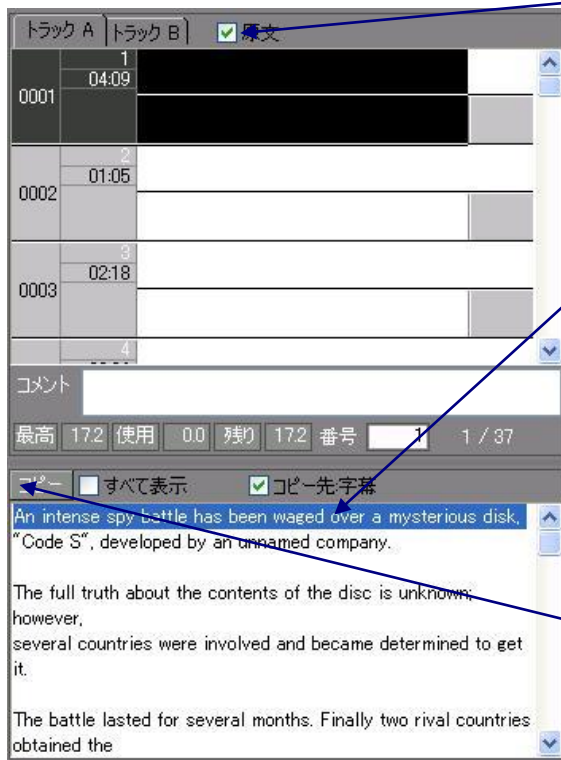 トラック A トラック B 原文
1
04:09
0001
2
01:05
0002
3
02:18
0003
4
コメント
最高 17.2 使用 0.0 残り 17.2 番号 1 1 / 37
コピー すべて表示 コピー先:字幕
An intense spy battle has been waged over a mysterious disk,
"Code S", developed by an unnamed company.
The full truth about the contents of the disc is unknown;
however,
several countries were involved and became determined to get
it.
The battle lasted for several months. Finally two rival countries
obtained the